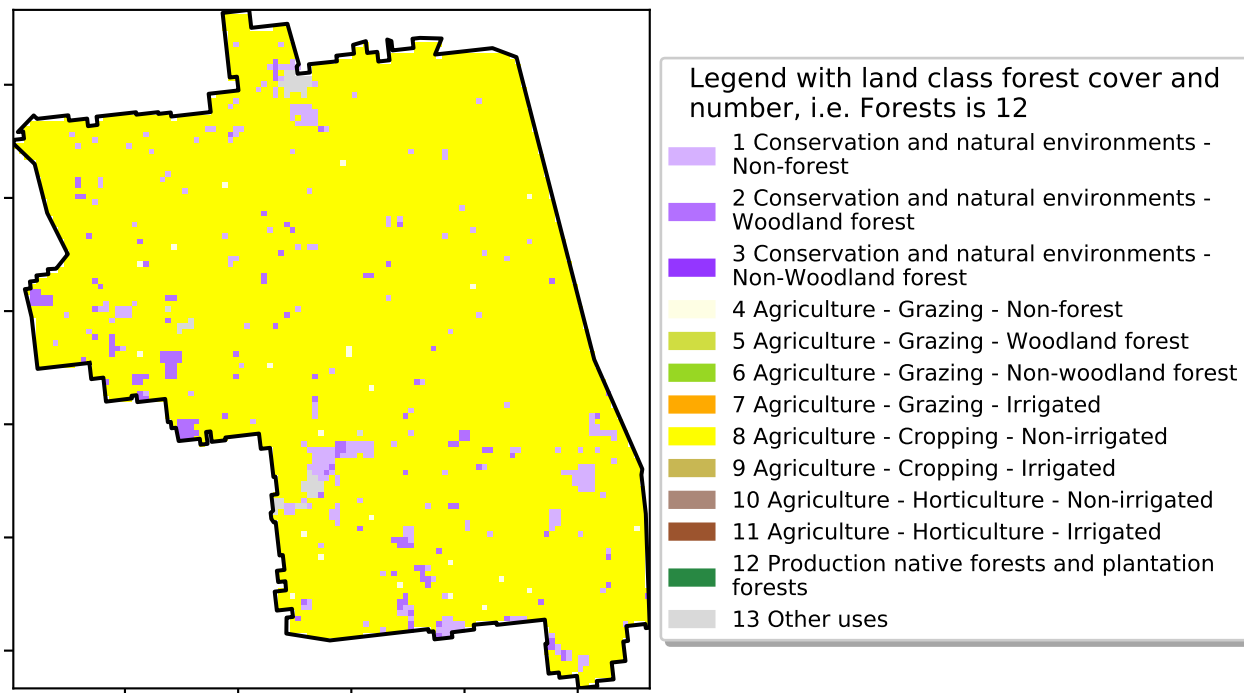 Legend with land class forest cover and
number, i.e. Forests is 12
1 Conservation and natural environments -
Non-forest
2 Conservation and natural environments -
Woodland forest
3 Conservation and natural environments -
Non-Woodland forest
4 Agriculture - Grazing - Non-forest
5 Agriculture - Grazing - Woodland forest
6 Agriculture - Grazing - Non-woodland forest
7 Agriculture - Grazing - Irrigated
8 Agriculture - Cropping - Non-irrigated
9 Agriculture - Cropping - Irrigated
10 Agriculture - Horticulture - Non-irrigated
11 Agriculture - Horticulture - Irrigated
12 Production native forests and plantation
forests
13 Other uses